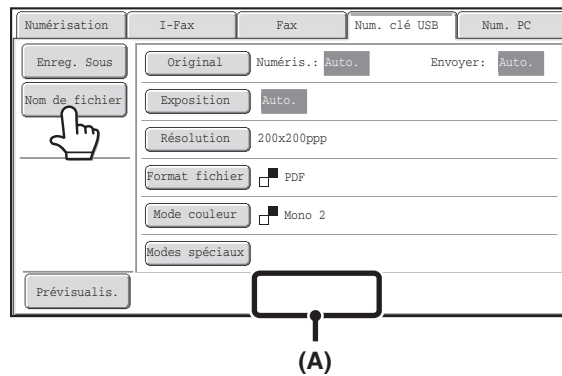 Numérisation I-Fax Fax Num. clé USB Num. PC
Enreg. Sous Original Numéris.: Auto. Envoyer: Auto.
Nom de fichier Exposition Auto.
Résolution 200x200ppp
Format fichier PDF
Mode couleur Mono 2
Modes spéciaux
Prévisualis.
(A)